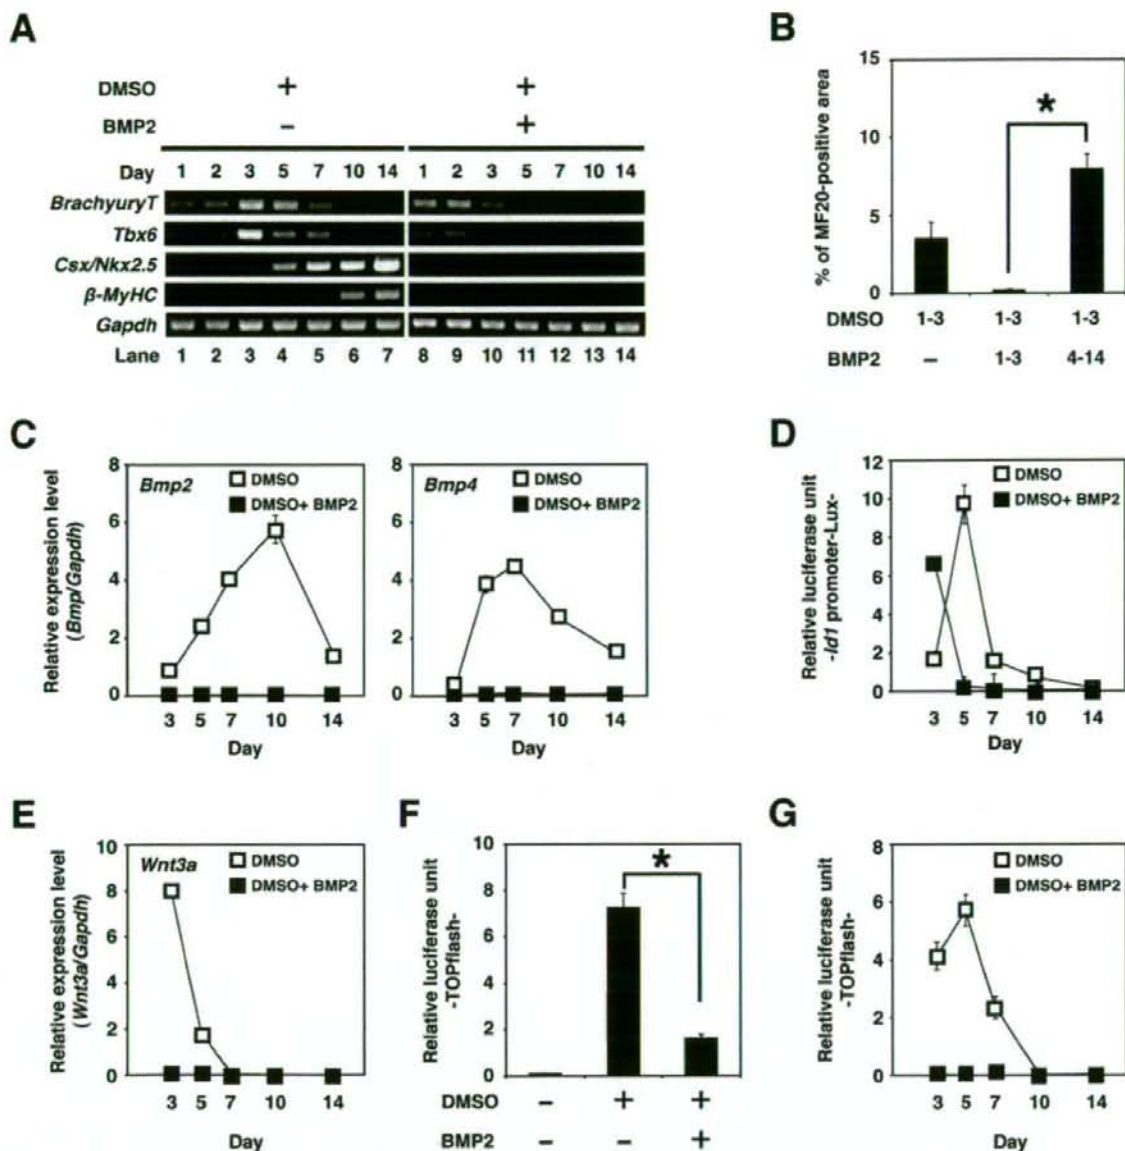 A
DMSO + +
BMP2 – +
Day 1 2 3 5 7 10 14 1 2 3 5 7 10 14
BrachyuryT
Tbx6
Csx/Nkx2.5
β-MyHC
Gapdh
Lane 1 2 3 4 5 6 7 8 9 10 11 12 13 14
B
% of MF20-positive area
15
10
5
0
*
DMSO 1-3 1-3 1-3
BMP2 – 1-3 4-14
C
Relative expression level
(Bmp/Gapdh)
8
6
4
2
0
Bmp2
DMSO
DMSO+ BMP2
3 5 7 10 14
Day
8
6
4
2
0
Bmp4
DMSO
DMSO+ BMP2
3 5 7 10 14
Day
D
Relative luciferase unit
-Id1 promoter-Lux-
12
10
8
6
4
2
0
DMSO
DMSO+ BMP2
3 5 7 10 14
Day
E
Relative expression level
(Wnt3a/Gapdh)
10
8
6
4
2
0
Wnt3a
DMSO
DMSO+ BMP2
3 5 7 10 14
Day
F
Relative luciferase unit
-TOPflash-
10
8
6
4
2
0
*
DMSO – + +
BMP2 – – +
G
Relative luciferase unit
-TOPflash-
8
6
4
2
0
DMSO
DMSO+ BMP2
3 5 7 10 14
Day